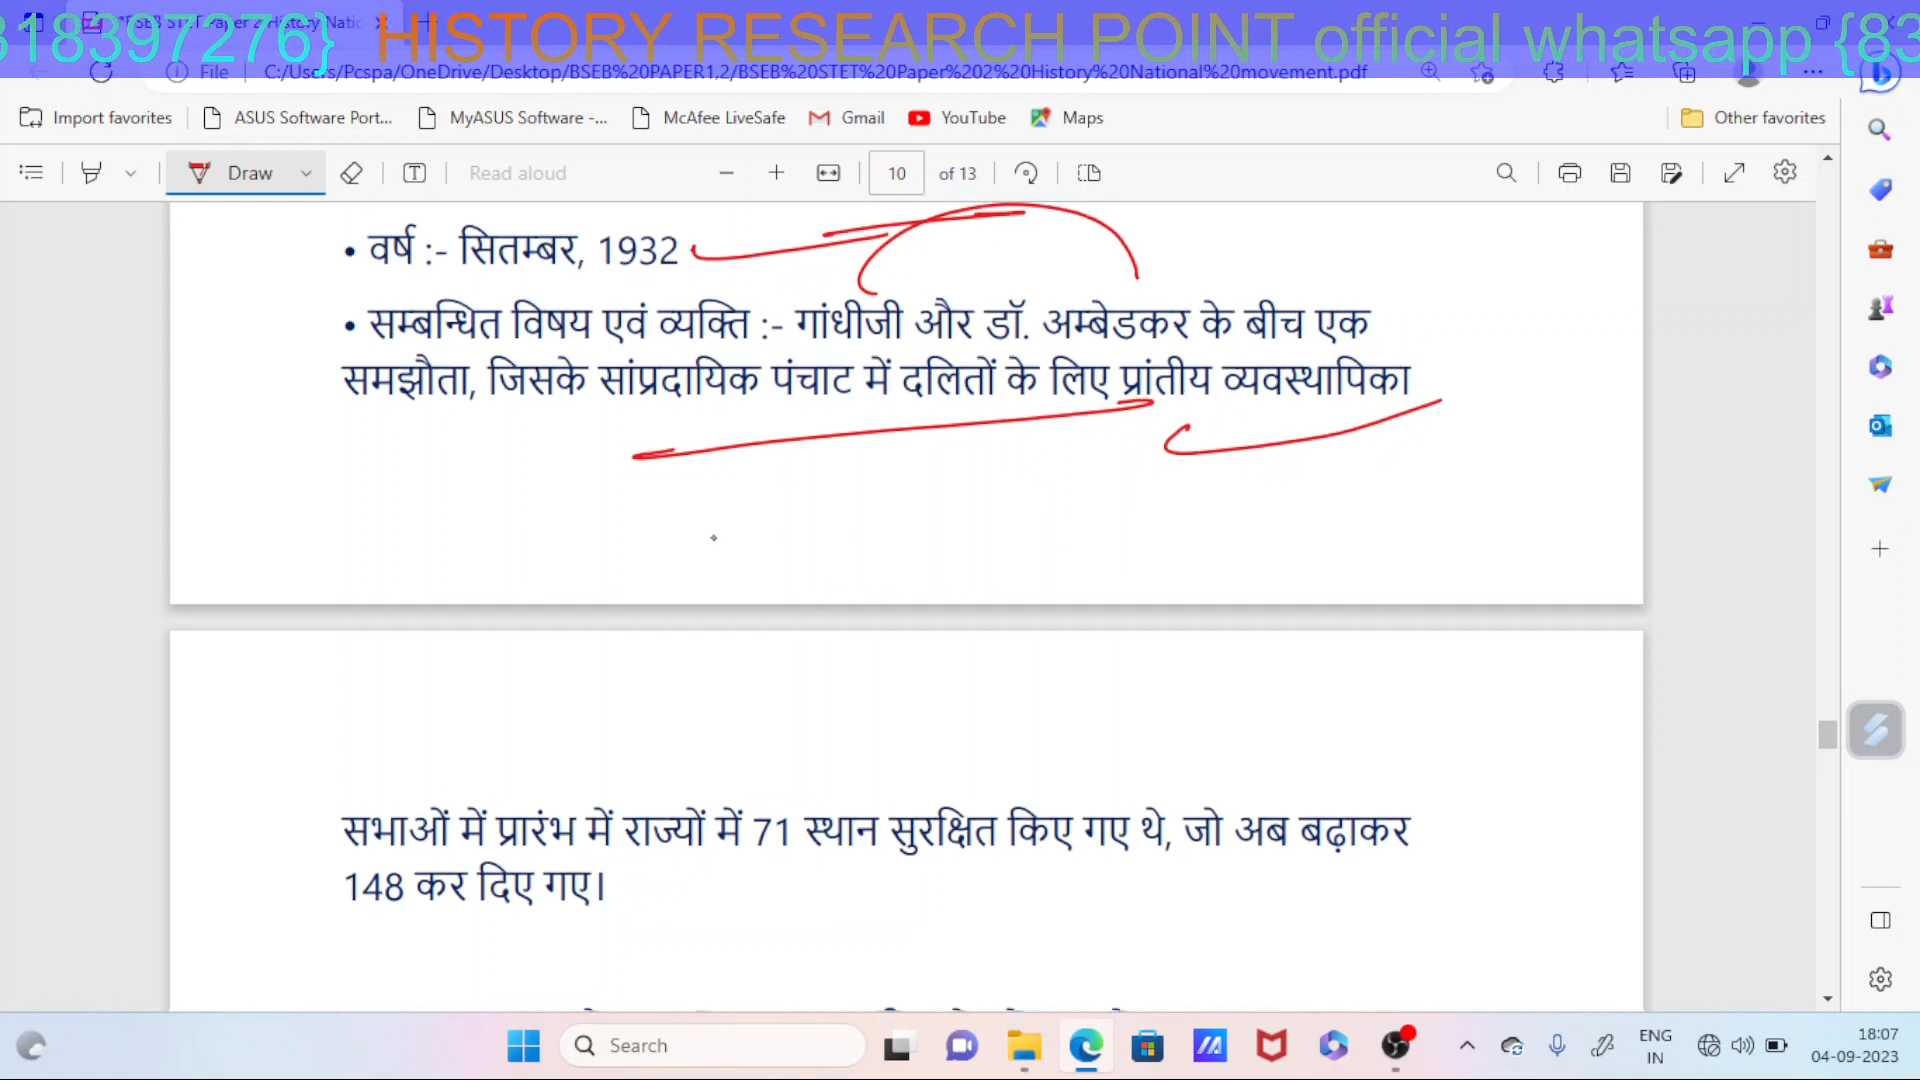 318397276} HISTORY RESEARCH POINT official whatsapp {83
File C:/Users/Pcspa/OneDrive/Desktop/BSEB%20PAPER1,2/BSEB%20STET%20Paper%202%20History%20National%20movement.pdf
Import favorites ASUS Software Port... MyASUS Software -... McAfee LiveSafe Gmail YouTube Maps Other favorites
Draw Read aloud 10 of 13
• वर्ष :- सितम्बर, 1932
• सम्बन्धित विषय एवं व्यक्ति :- गांधीजी और डॉ. अम्बेडकर के बीच एक
समझौता, जिसके सांप्रदायिक पंचाट में दलितों के लिए प्रांतीय व्यवस्थापिका
सभाओं में प्रारंभ में राज्यों में 71 स्थान सुरक्षित किए गए थे, जो अब बढ़ाकर
148 कर दिए गए।
Search
ENG
IN
18:07
04-09-2023